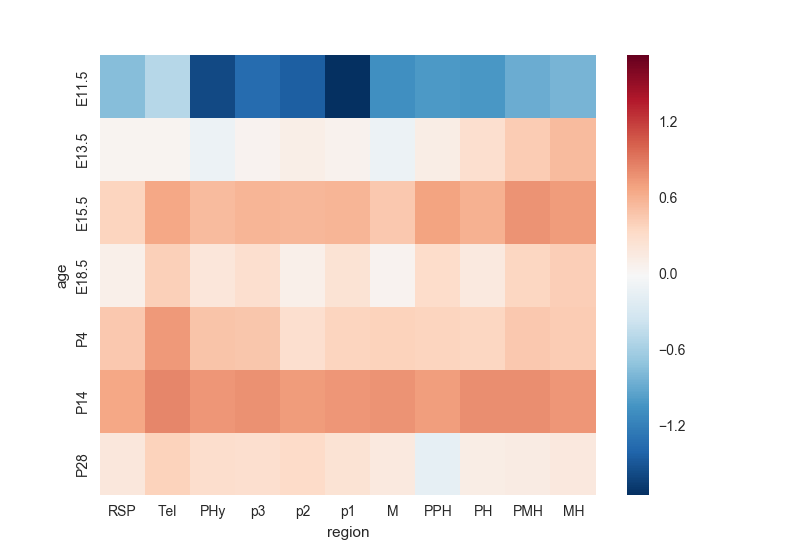 E11.5
E13.5
E15.5
E18.5
P4
P14
P28
age
RSP Tel PHy p3 p2 p1 M PPH PH PMH MH
region
1.2
0.6
0.0
−0.6
−1.2